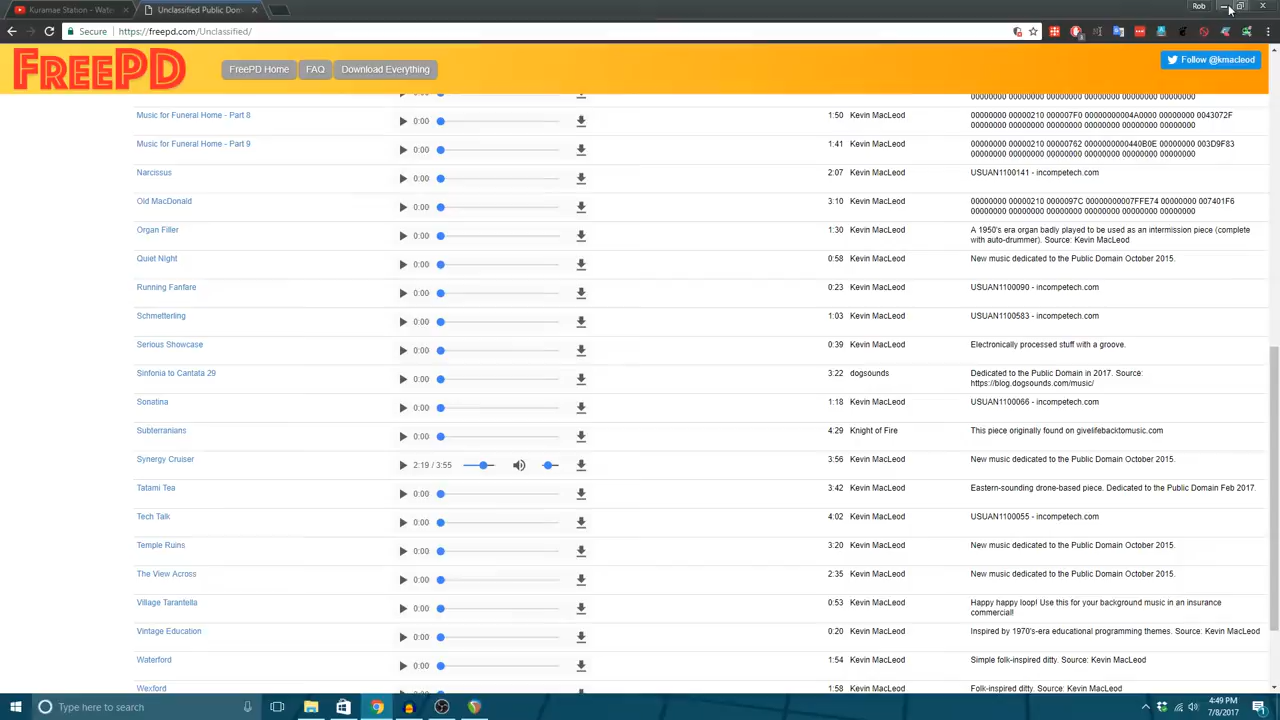 Kuramae Station - Wate
Unclassified Public Dom
Rob
Secure
https://freepd.com/Unclassified/
FREEPD
FreePD Home
FAQ
Download Everything
Follow @kmacleod
00000000 00000000 00000000 00000000 00000000
Music for Funeral Home - Part 8
0:00
1:50
Kevin MacLeod
00000000 00000210 000007F0 00000000004A0000 00000000 0043072F
00000000 00000000 00000000 00000000 00000000
Music for Funeral Home - Part 9
0:00
1:41
Kevin MacLeod
00000000 00000210 00000762 0000000000440B0E 00000000 003D9F83
00000000 00000000 00000000 00000000 00000000
Narcissus
0:00
2:07
Kevin MacLeod
USUAN1100141 - incompetech.com
Old MacDonald
0:00
3:10
Kevin MacLeod
00000000 00000210 0000097C 00000000007FFE74 00000000 007401F6
00000000 00000000 00000000 00000000 00000000
Organ Filler
0:00
1:30
Kevin MacLeod
A 1950's era organ badly played to be used as an intermission piece (complete
with auto-drummer). Source: Kevin MacLeod
Quiet Night
0:00
0:58
Kevin MacLeod
New music dedicated to the Public Domain October 2015.
Running Fanfare
0:00
0:23
Kevin MacLeod
USUAN1100090 - incompetech.com
Schmetterling
0:00
1:03
Kevin MacLeod
USUAN1100583 - incompetech.com
Serious Showcase
0:00
0:39
Kevin MacLeod
Electronically processed stuff with a groove.
Sinfonia to Cantata 29
0:00
3:22
dogsounds
Dedicated to the Public Domain in 2017. Source:
https://blog.dogsounds.com/music/
Sonatina
0:00
1:18
Kevin MacLeod
USUAN1100066 - incompetech.com
Subterranians
0:00
4:29
Knight of Fire
This piece originally found on givelifebacktomusic.com
Synergy Cruiser
2:19 / 3:55
3:56
Kevin MacLeod
New music dedicated to the Public Domain October 2015.
Tatami Tea
0:00
3:42
Kevin MacLeod
Eastern-sounding drone-based piece. Dedicated to the Public Domain Feb 2017.
Tech Talk
0:00
4:02
Kevin MacLeod
USUAN1100055 - incompetech.com
Temple Ruins
0:00
3:20
Kevin MacLeod
New music dedicated to the Public Domain October 2015.
The View Across
0:00
2:35
Kevin MacLeod
New music dedicated to the Public Domain October 2015.
Village Tarantella
0:00
0:53
Kevin MacLeod
Happy happy loop! Use this for your background music in an insurance
commercial!
Vintage Education
0:00
0:20
Kevin MacLeod
Inspired by 1970's-era educational programming themes. Source: Kevin MacLeod
Waterford
0:00
1:54
Kevin MacLeod
Simple folk-inspired ditty. Source: Kevin MacLeod
Wexford
1:58
Kevin MacLeod
Folk-inspired ditty. Source: Kevin MacLeod
Type here to search
4:49 PM
7/8/2017